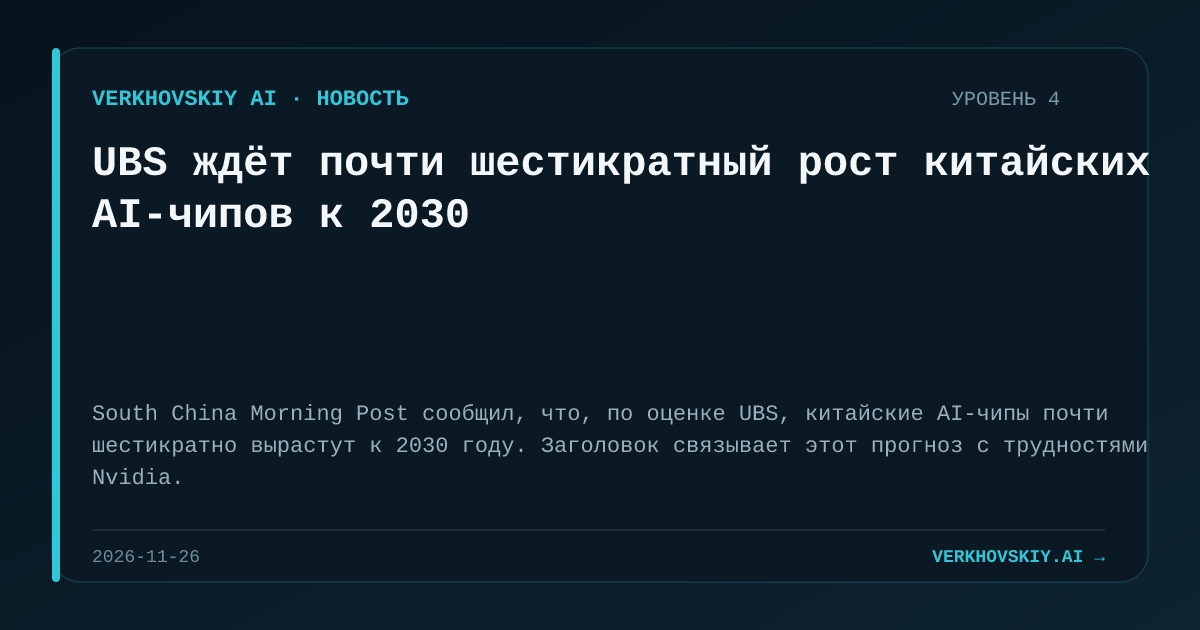 VERKHOVSKIY AI · НОВОСТЬ
УРОВЕНЬ 4
UBS ждёт почти шестикратный рост китайских
AI-чипов к 2030
South China Morning Post сообщил, что, по оценке UBS, китайские AI-чипы почти
шестикратно вырастут к 2030 году. Заголовок связывает этот прогноз с трудностями
Nvidia.
2026-11-26
VERKHOVSKIY.AI →